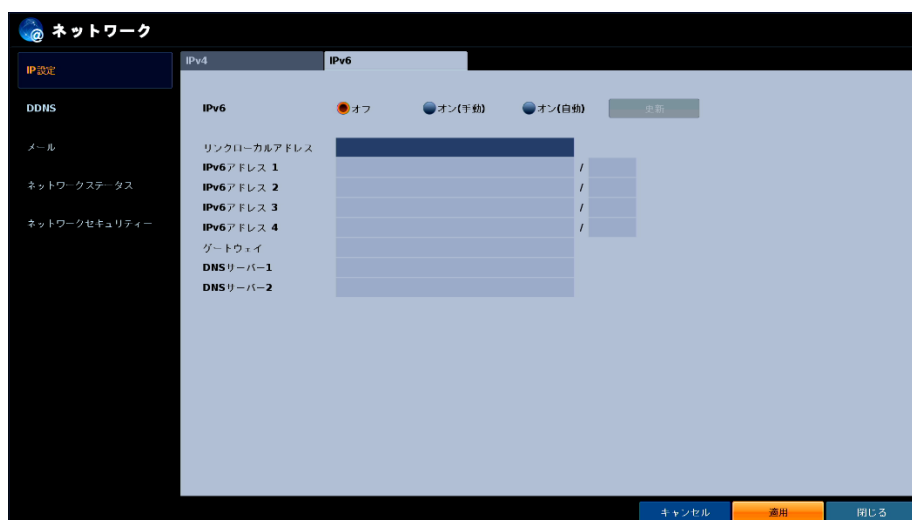 ネットワーク
IP設定
DDNS
メール
ネットワークステータス
ネットワークセキュリティー
IPv4 IPv6
IPv6 オフ オン(手動) オン(自動) 更新
リンクローカルアドレス
IPv6アドレス 1 /
IPv6アドレス 2 /
IPv6アドレス 3 /
IPv6アドレス 4 /
ゲートウェイ
DNSサーバー1
DNSサーバー2
キャンセル 適用 閉じる